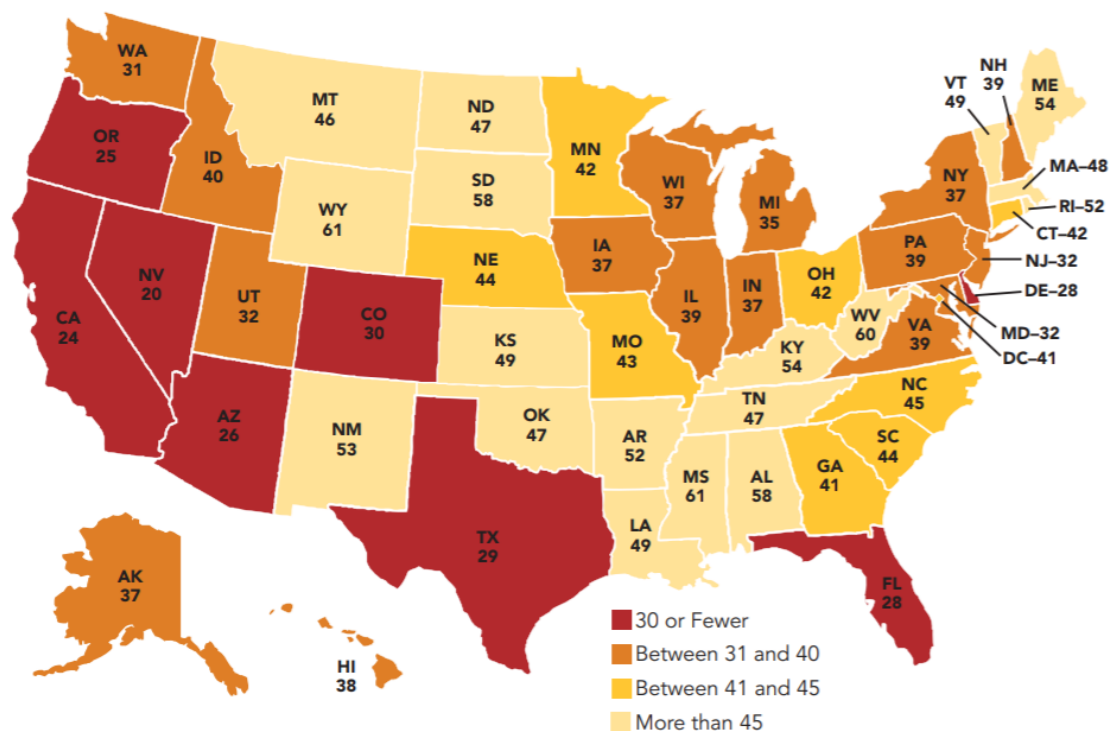 WA
31
OR
25
ID
40
MT
46
ND
47
MN
42
WI
37
MI
35
VT
49
NH
39
ME
54
NY
37
MA–48
RI–52
CT–42
NJ–32
DE–28
MD–32
DC–41
SD
58
WY
61
NE
44
IA
37
IL
39
IN
37
OH
42
PA
39
WV
60
VA
39
CA
24
NV
20
UT
32
CO
30
KS
49
MO
43
KY
54
NC
45
TN
47
SC
44
AZ
26
NM
53
OK
47
AR
52
MS
61
AL
58
GA
41
TX
29
LA
49
FL
28
AK
37
HI
38
30 or Fewer
Between 31 and 40
Between 41 and 45
More than 45